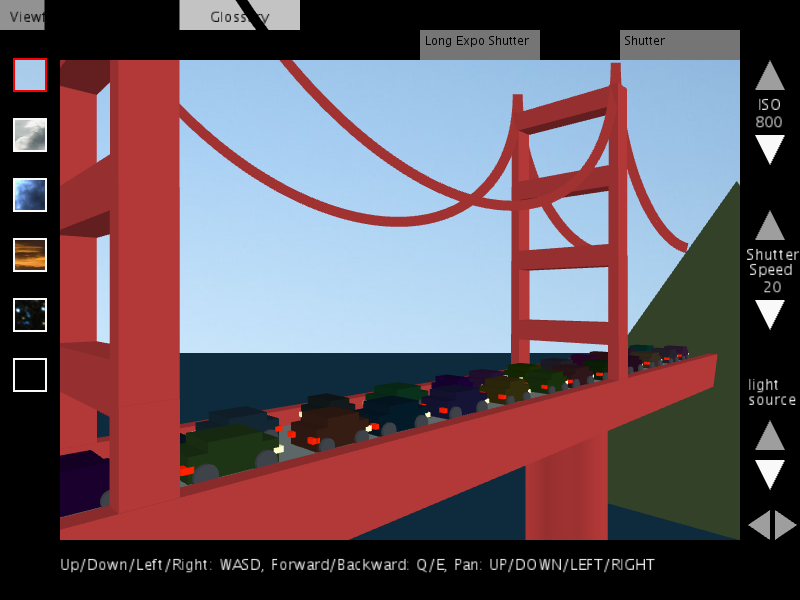 Glossary
Long Expo Shutter
Shutter
ISO
800
Shutter
Speed
20
light
source
Up/Down/Left/Right: WASD, Forward/Backward: Q/E, Pan: UP/DOWN/LEFT/RIGHT